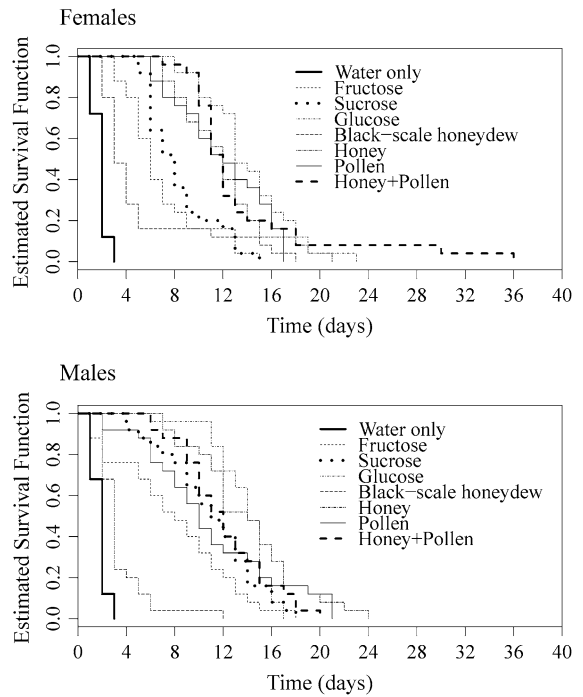 Females
Estimated Survival Function
1.0
0.8
0.6
0.4
0.2
0.0
Water only
Fructose
Sucrose
Glucose
Black−scale honeydew
Honey
Pollen
Honey+Pollen
0 4 8 12 16 20 24 28 32 36 40
Time (days)
Males
Estimated Survival Function
1.0
0.8
0.6
0.4
0.2
0.0
Water only
Fructose
Sucrose
Glucose
Black−scale honeydew
Honey
Pollen
Honey+Pollen
0 4 8 12 16 20 24 28 32 36 40
Time (days)